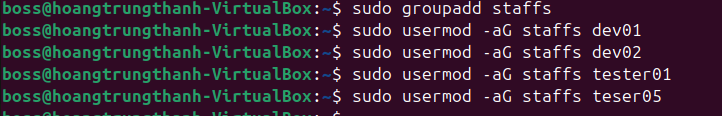 boss@hoangtrungthanh-VirtualBox:~$ sudo groupadd staffs
boss@hoangtrungthanh-VirtualBox:~$ sudo usermod -aG staffs dev01
boss@hoangtrungthanh-VirtualBox:~$ sudo usermod -aG staffs dev02
boss@hoangtrungthanh-VirtualBox:~$ sudo usermod -aG staffs tester01
boss@hoangtrungthanh-VirtualBox:~$ sudo usermod -aG staffs teser05